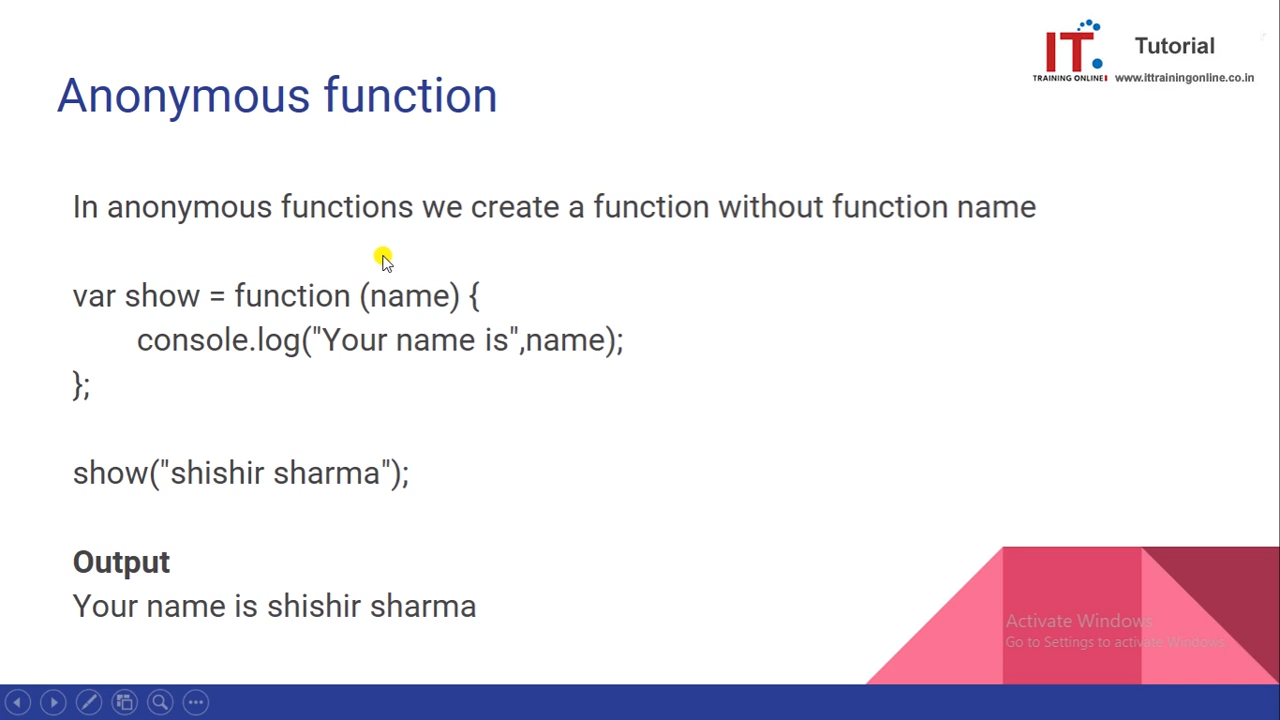 IT.
TRAINING ONLINE
Tutorial
www.ittrainingonline.co.in
Anonymous function
In anonymous functions we create a function without function name
var show = function (name) {
console.log("Your name is",name);
};
show("shishir sharma");
Output
Your name is shishir sharma
Activate Windows
Go to Settings to activate Windows.